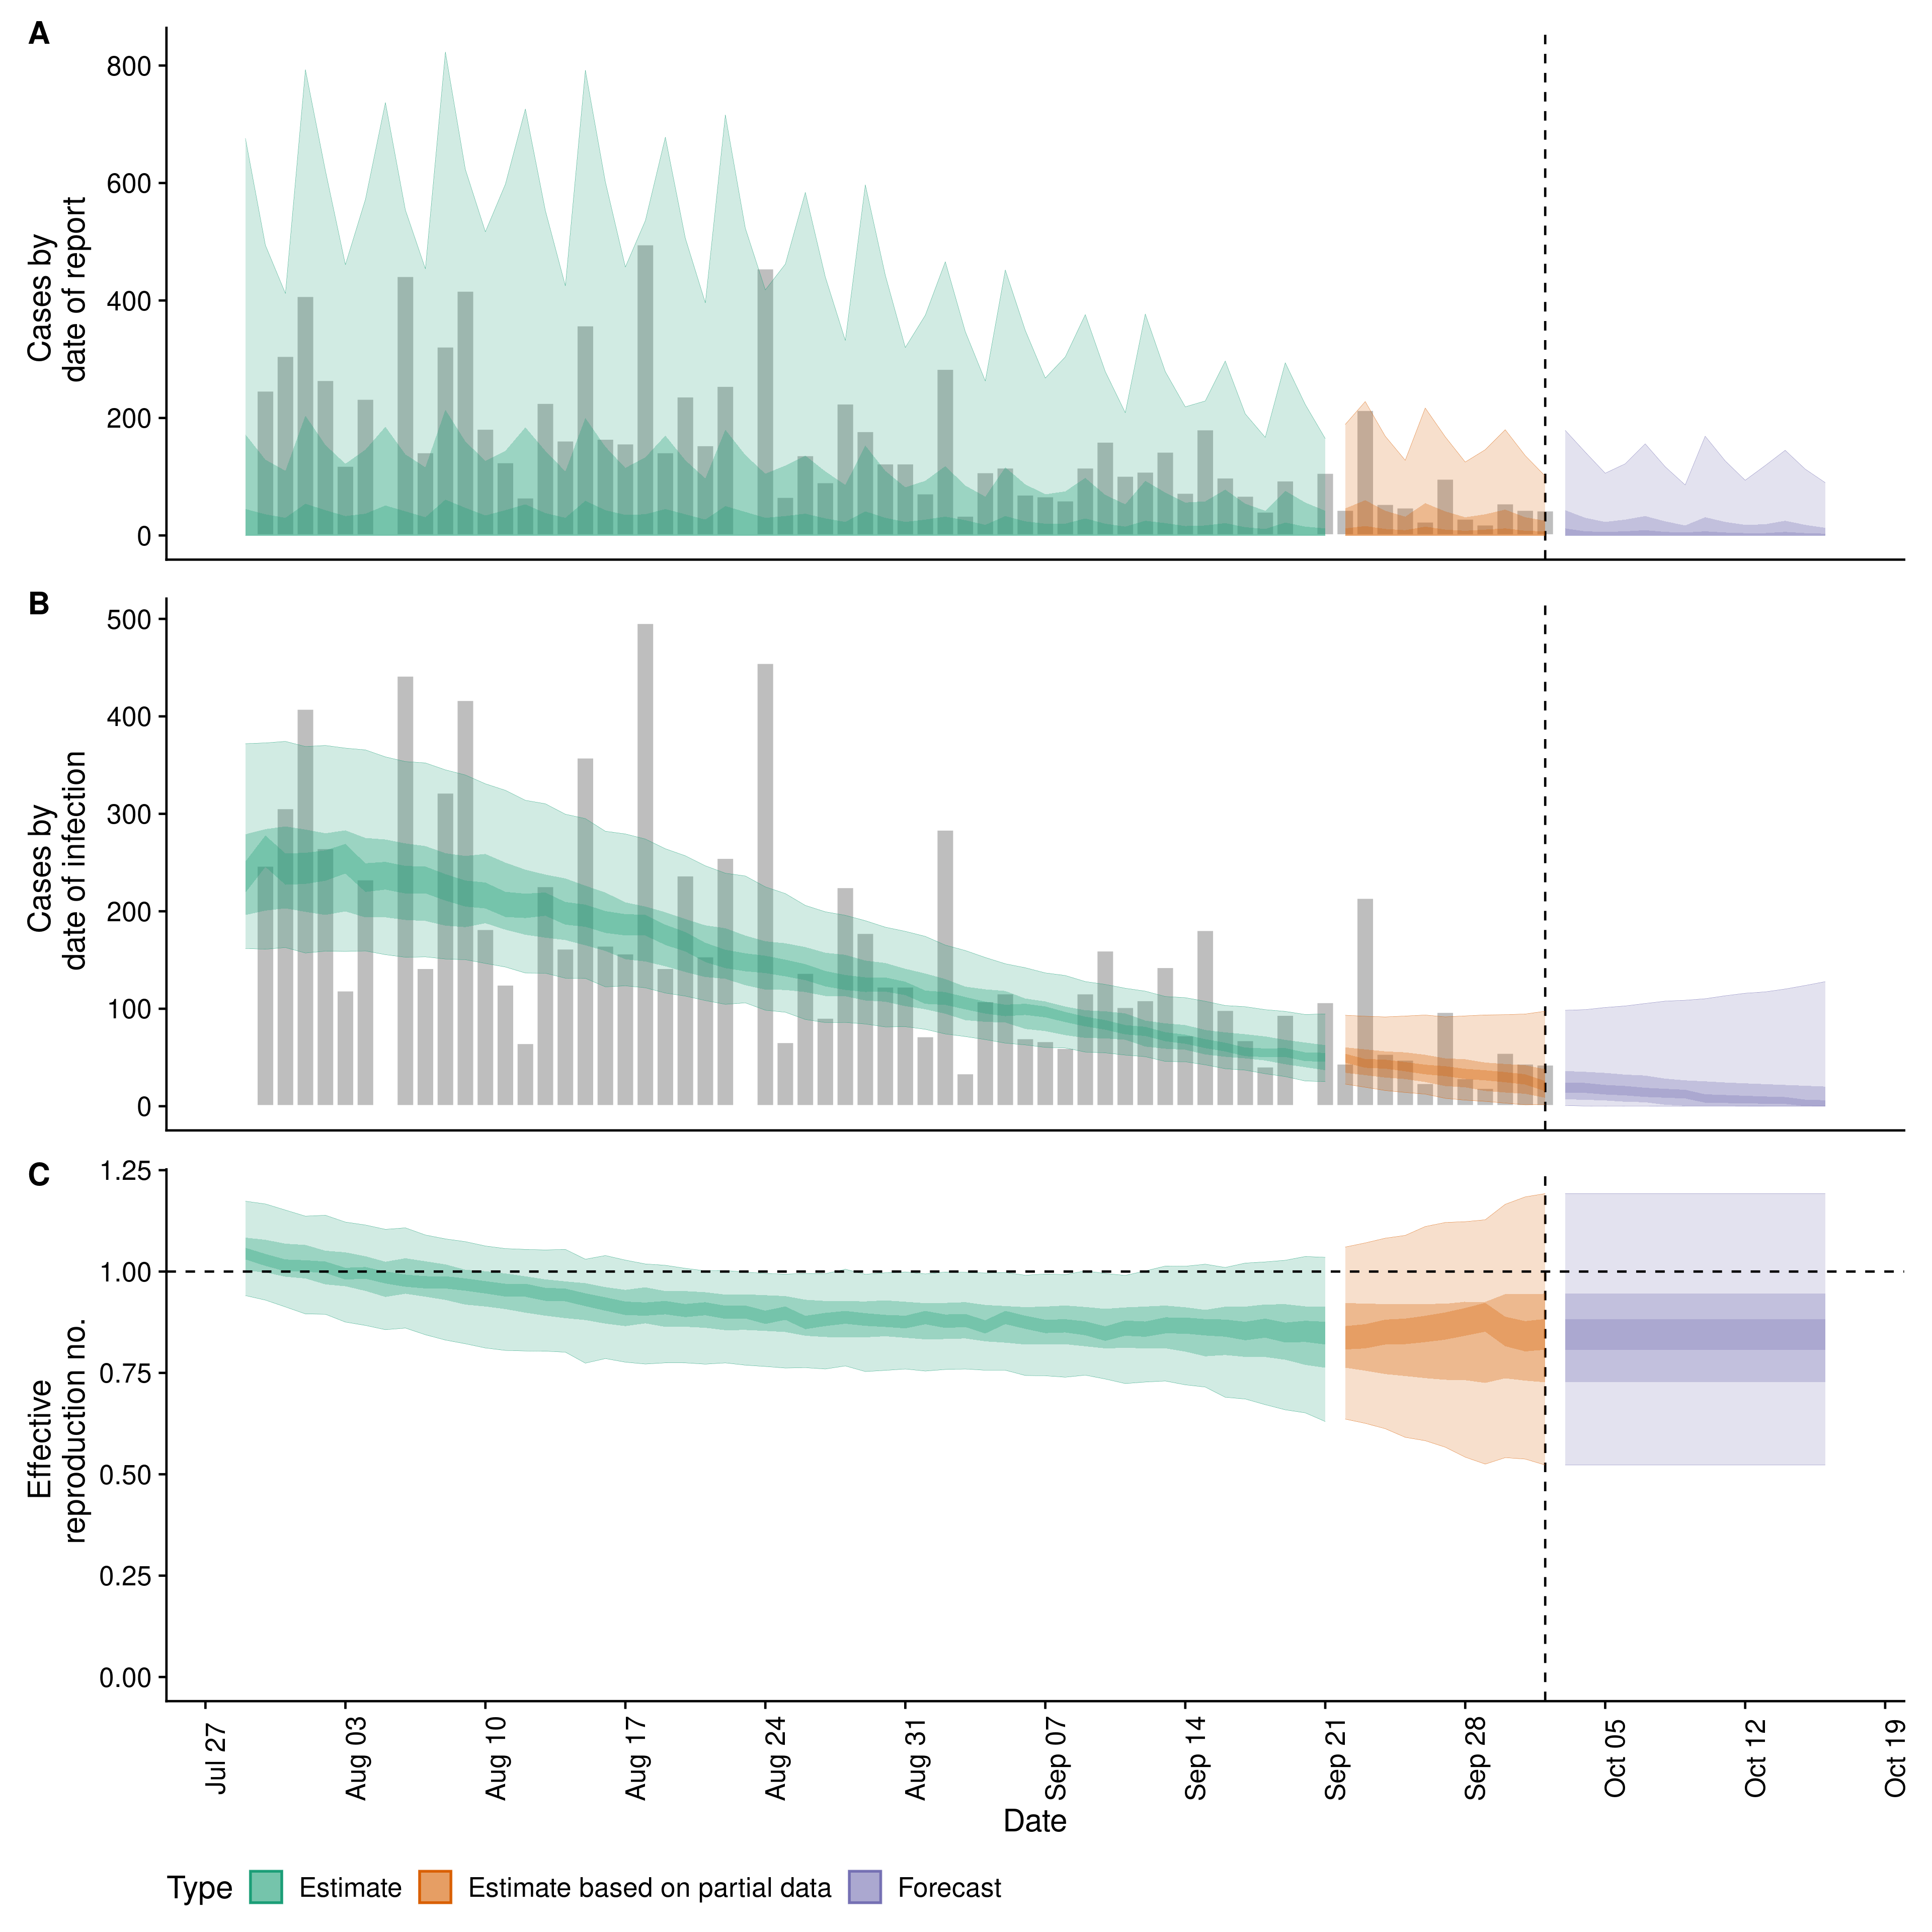 A
800
600
400
200
0
Cases by
date of report
B
500
400
300
200
100
0
Cases by
date of infection
C
1.25
1.00
0.75
0.50
0.25
0.00
Effective
reproduction no.
Jul 27
Aug 03
Aug 10
Aug 17
Aug 24
Aug 31
Sep 07
Sep 14
Sep 21
Sep 28
Oct 05
Oct 12
Oct 19
Date
Type Estimate Estimate based on partial data Forecast